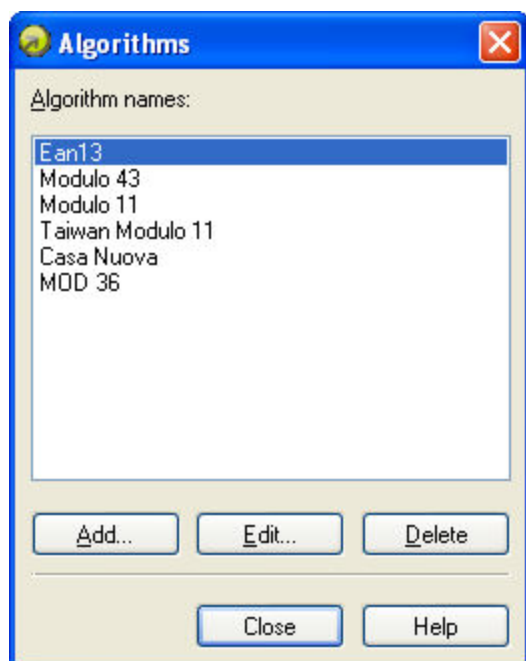 Algorithms
Algorithm names:
Ean13
Modulo 43
Modulo 11
Taiwan Modulo 11
Casa Nuova
MOD 36
Add... Edit... Delete
Close Help